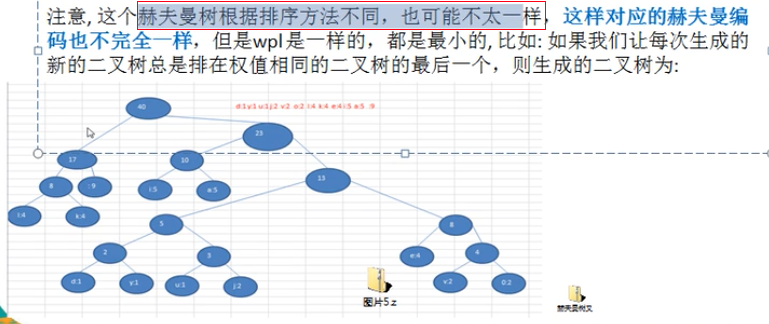 注意, 这个赫夫曼树根据排序方法不同，也可能不太一样，这样对应的赫夫曼编
码也不完全一样，但是wpl 是一样的，都是最小的, 比如: 如果我们让每次生成的
新的二叉树总是排在权值相同的二叉树的最后一个，则生成的二叉树为:
40
d:1 y:1 u:1 j:2 v:2 o:2 l:4 k:4 e:4 i:5 a:5 :9
23
17
10
13
8
: 9
i:5
a:5
l:4
k:4
5
8
2
3
e:4
4
d:1
y:1
u:1
j:2
v:2
o:2
图片5.z
赫夫曼树又